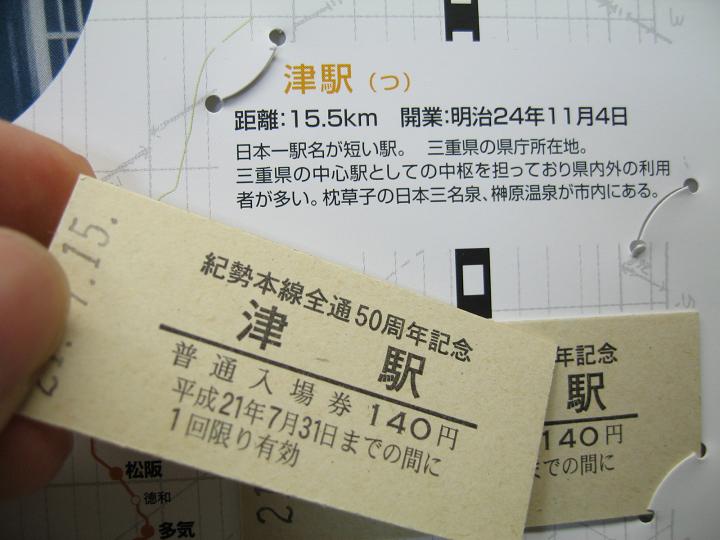 津駅（つ）
距離：15.5km　開業：明治24年11月4日
日本一駅名が短い駅。　三重県の県庁所在地。
三重県の中心駅としての中枢を担っており県内外の利用
者が多い。枕草子の日本三名泉、榊原温泉が市内にある。
紀勢本線全通50周年記念
津　駅
普通入場券 140円
平成21年7月31日までの間に
1回限り有効
年記念
駅
140円
までの間に
松阪
徳和
多気